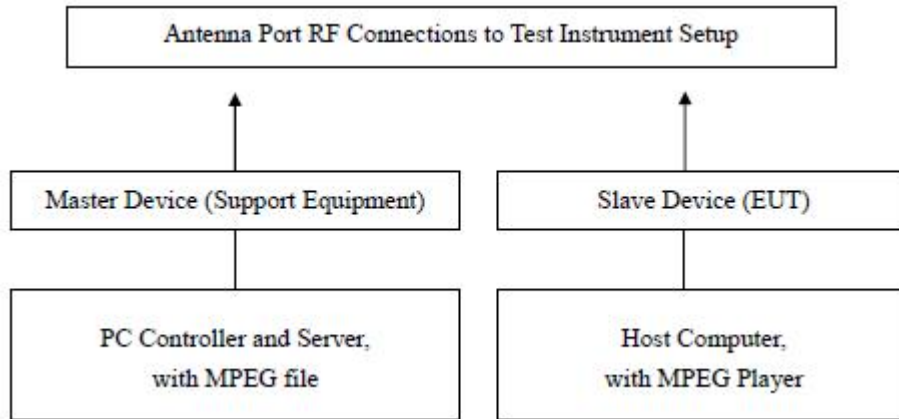 Antenna Port RF Connections to Test Instrument Setup
Master Device (Support Equipment)
Slave Device (EUT)
PC Controller and Server,
with MPEG file
Host Computer,
with MPEG Player